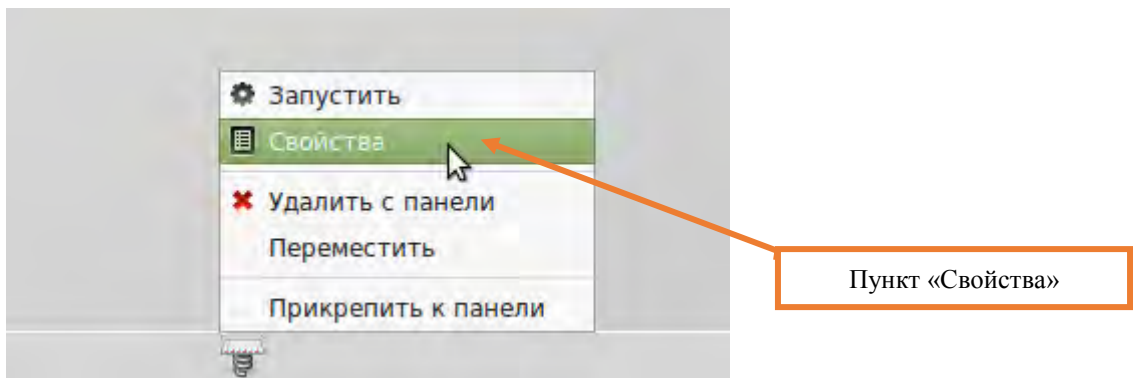 Запустить
Свойства
Удалить с панели
Переместить
Прикрепить к панели
Пункт «Свойства»